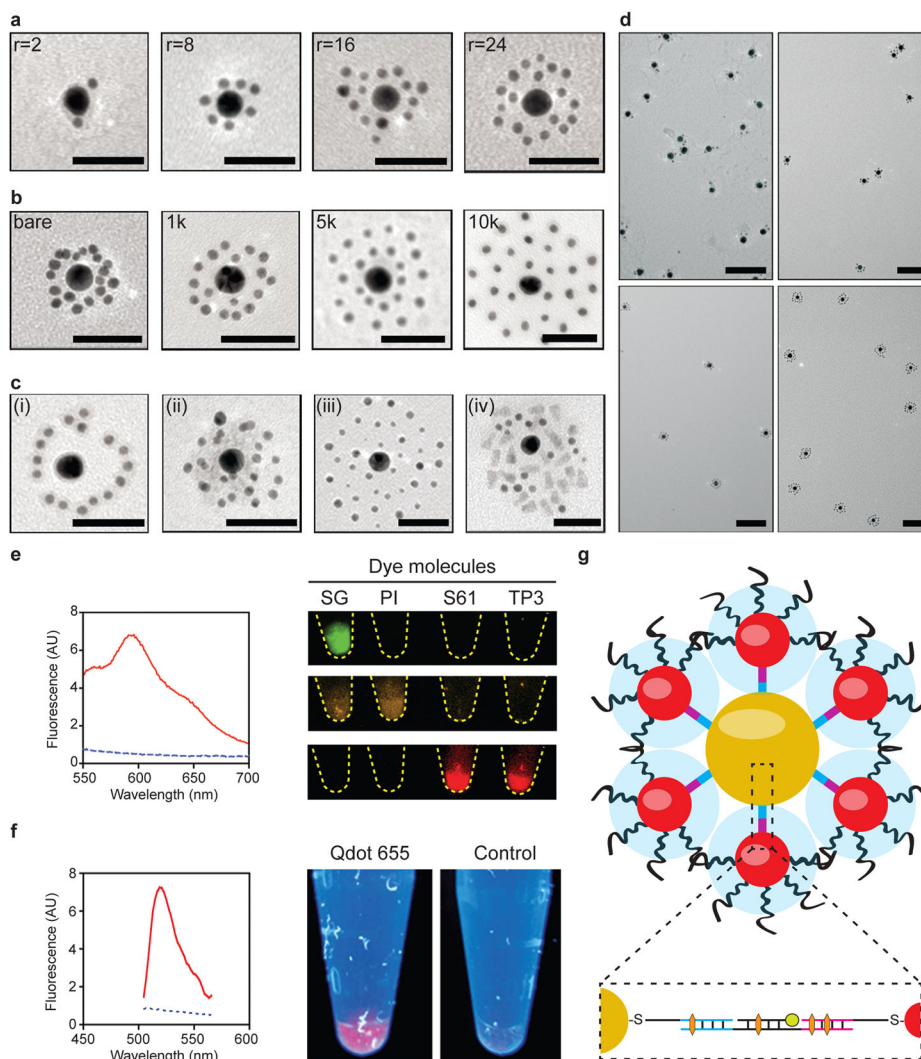 a
r=2 r=8 r=16 r=24
b
bare 1k 5k 10k
c
(i) (ii) (iii) (iv)
d
e
8
6
4
2
0
Fluorescence (AU)
550 600 650 700
Wavelength (nm)
Dye molecules
SG PI S61 TP3
f
8
6
4
2
0
Fluorescence (AU)
450 500 550 600
Wavelength (nm)
Qdot 655 Control
g
-S S-